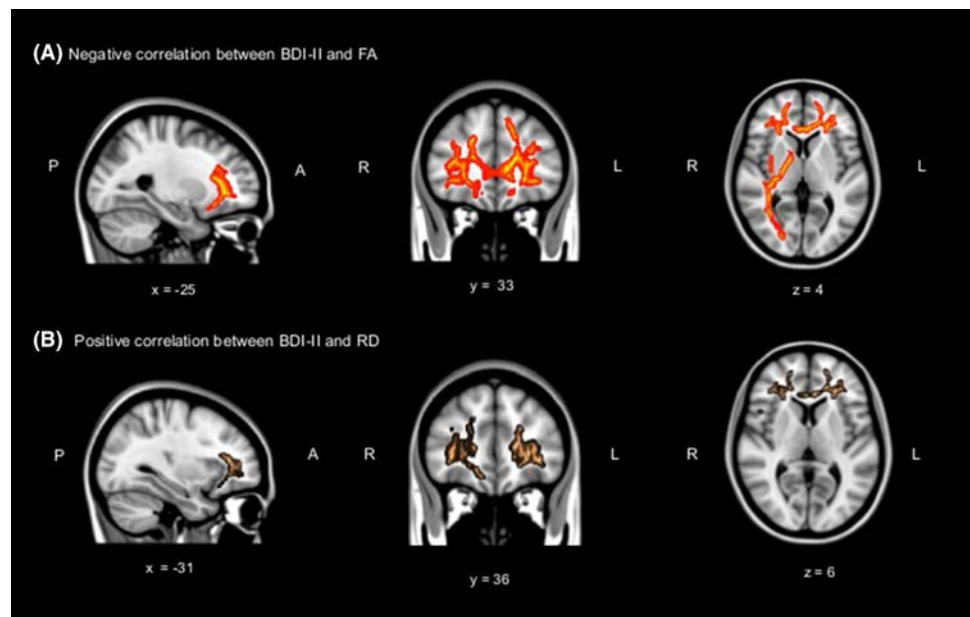 (A) Negative correlation between BDI-II and FA
P A R L R L
x = -25 y = 33 z = 4
(B) Positive correlation between BDI-II and RD
P A R L R L
x = -31 y = 36 z = 6